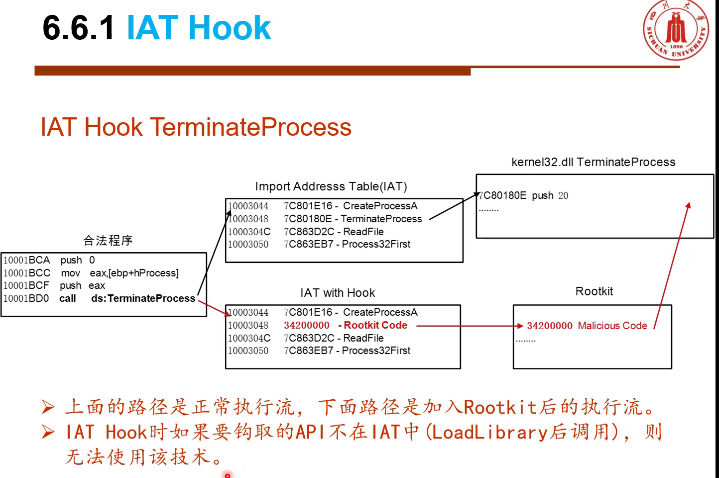 6.6.1 IAT Hook
四川大学
SICHUAN UNIVERSITY
1896
IAT Hook TerminateProcess
kernel32.dll TerminateProcess
7C80180E push 20
........
Import Addresss Table(IAT)
10003044 7C801E16 - CreateProcessA
10003048 7C80180E - TerminateProcess
1000304C 7C863D2C - ReadFile
10003050 7C863EB7 - Process32First
合法程序
10001BCA push 0
10001BCC mov eax,[ebp+hProcess]
10001BCF push eax
10001BD0 call ds:TerminateProcess
IAT with Hook
10003044 7C801E16 - CreateProcessA
10003048 34200000 - Rootkit Code
1000304C 7C863D2C - ReadFile
10003050 7C863EB7 - Process32First
Rootkit
34200000 Malicious Code
........
➢ 上面的路径是正常执行流，下面路径是加入Rootkit后的执行流。
➢ IAT Hook时如果要钩取的API不在IAT中(LoadLibrary后调用)，则
无法使用该技术。